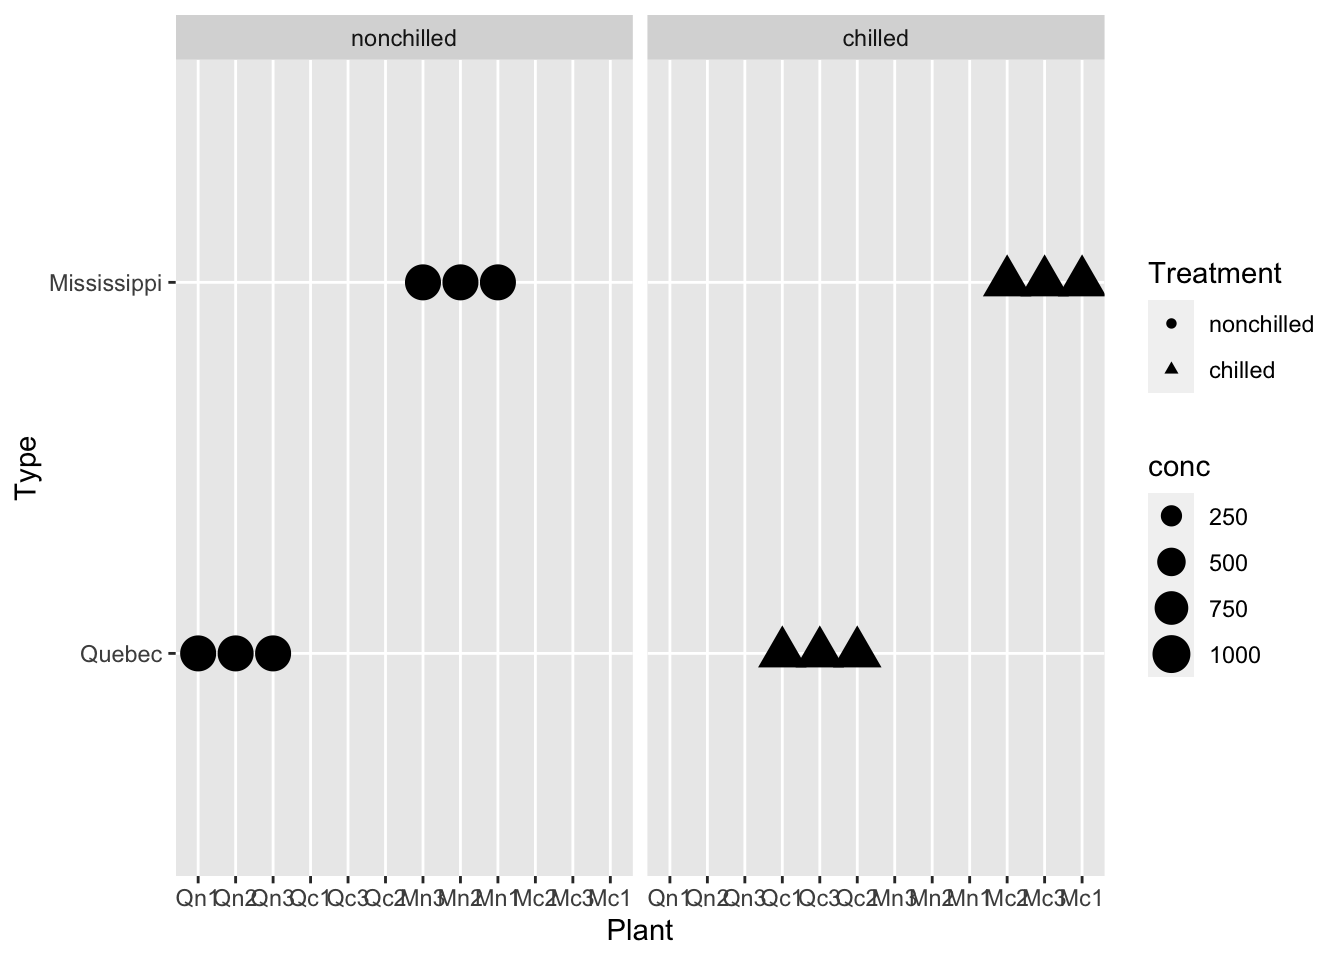 nonchilled chilled
Mississippi
Quebec
Type
Qn1 Qn2 Qn3 Qc1 Qc3 Qc2 Mn3 Mn2 Mn1 Mc2 Mc3 Mc1 Qn1 Qn2 Qn3 Qc1 Qc3 Qc2 Mn3 Mn2 Mn1 Mc2 Mc3 Mc1
Plant
Treatment
nonchilled
chilled
conc
250
500
750
1000